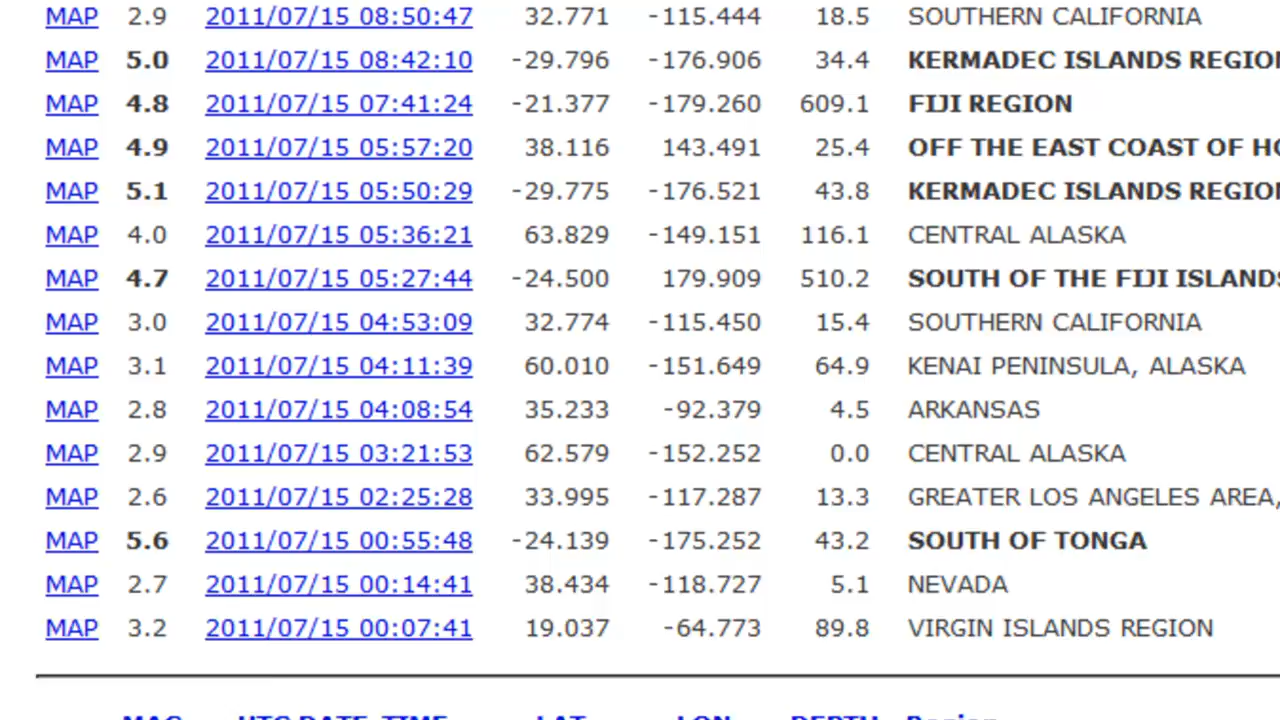 MAP 2.9 2011/07/15 08:50:47 32.771 -115.444 18.5 SOUTHERN CALIFORNIA
MAP 5.0 2011/07/15 08:42:10 -29.796 -176.906 34.4 KERMADEC ISLANDS REGION
MAP 4.8 2011/07/15 07:41:24 -21.377 -179.260 609.1 FIJI REGION
MAP 4.9 2011/07/15 05:57:20 38.116 143.491 25.4 OFF THE EAST COAST OF HO
MAP 5.1 2011/07/15 05:50:29 -29.775 -176.521 43.8 KERMADEC ISLANDS REGION
MAP 4.0 2011/07/15 05:36:21 63.829 -149.151 116.1 CENTRAL ALASKA
MAP 4.7 2011/07/15 05:27:44 -24.500 179.909 510.2 SOUTH OF THE FIJI ISLANDS
MAP 3.0 2011/07/15 04:53:09 32.774 -115.450 15.4 SOUTHERN CALIFORNIA
MAP 3.1 2011/07/15 04:11:39 60.010 -151.649 64.9 KENAI PENINSULA, ALASKA
MAP 2.8 2011/07/15 04:08:54 35.233 -92.379 4.5 ARKANSAS
MAP 2.9 2011/07/15 03:21:53 62.579 -152.252 0.0 CENTRAL ALASKA
MAP 2.6 2011/07/15 02:25:28 33.995 -117.287 13.3 GREATER LOS ANGELES AREA,
MAP 5.6 2011/07/15 00:55:48 -24.139 -175.252 43.2 SOUTH OF TONGA
MAP 2.7 2011/07/15 00:14:41 38.434 -118.727 5.1 NEVADA
MAP 3.2 2011/07/15 00:07:41 19.037 -64.773 89.8 VIRGIN ISLANDS REGION
MAG UTC DATE-TIME LAT LON DEPTH Region